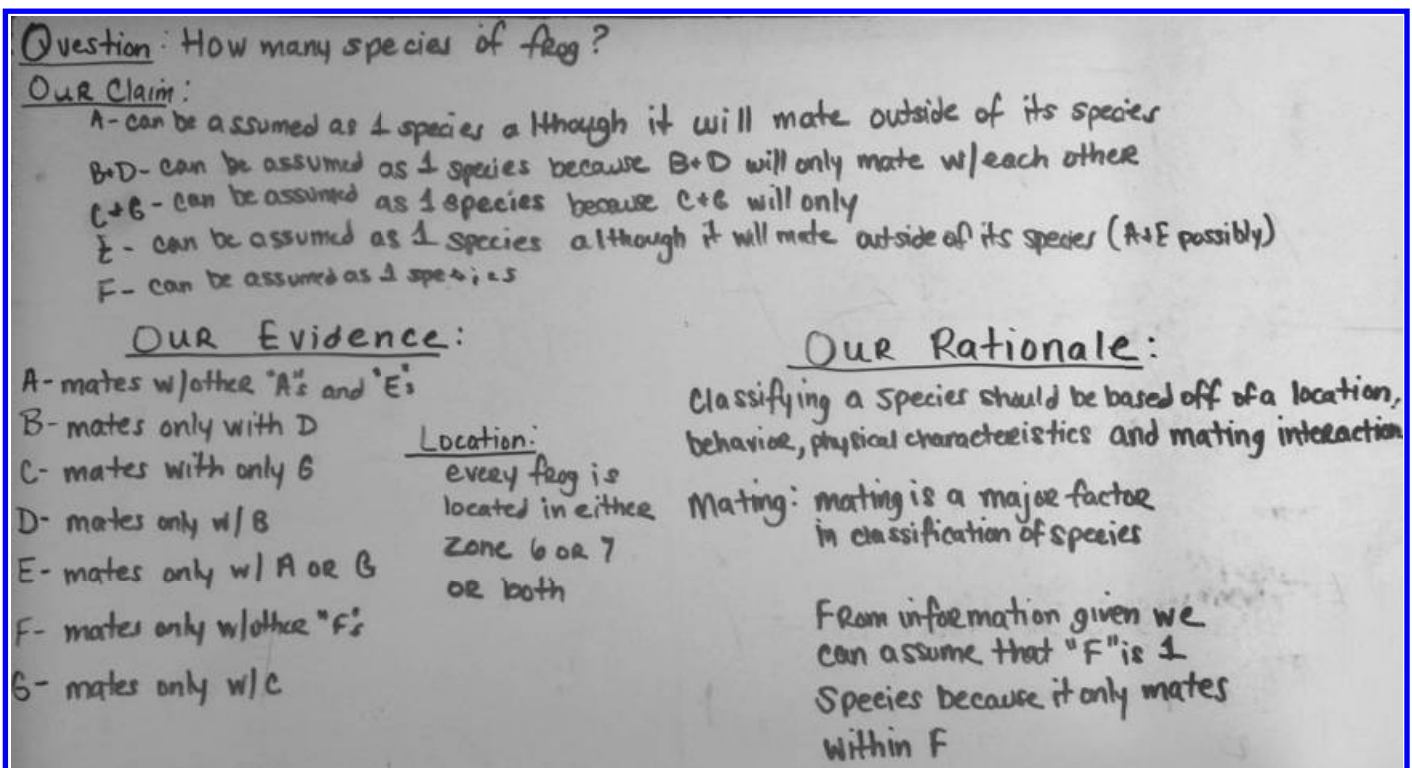 Question: How many species of frog?
Our Claim:
A- can be assumed as 1 species although it will mate outside of its species
B+D- can be assumed as 1 species because B+D will only mate w/each other
C+G- can be assumed as 1 species because C+G will only
E- can be assumed as 1 species although it will mate outside of its species (A+E possibly)
F- can be assumed as 1 species
Our Evidence:
A- mates w/other "A"s and "E"s
B- mates only with D
C- mates with only G
D- mates only w/ B
E- mates only w/ A or G
F- mates only w/other "F"s
G- mates only w/C
Location:
every frog is
located in either
Zone 6 or 7
or both
Our Rationale:
Classifying a species should be based off of a location,
behavior, physical characteristics and mating interaction
Mating: mating is a major factor
in classification of species
From information given we
can assume that "F" is 1
species because it only mates
within F